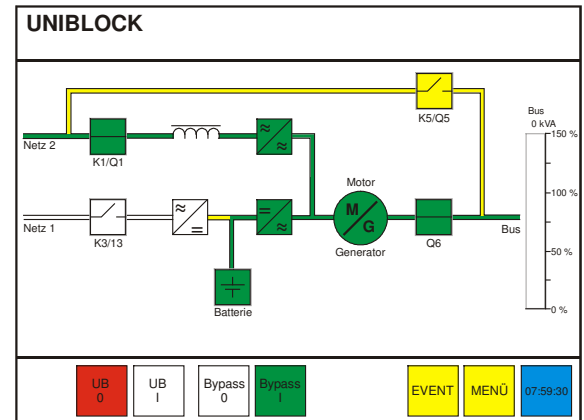 UNIBLOCK
K5/Q5
Bus
0 kVA
150 %
100 %
50 %
0 %
Netz 2
K1/Q1
≈
≈
Motor
M
G
Generator
Netz 1
K3/13
≈
=
=
≈
Q6
Bus
Batterie
UB
0
UB
I
Bypass
0
Bypass
I
EVENT
MENÜ
07:59:30